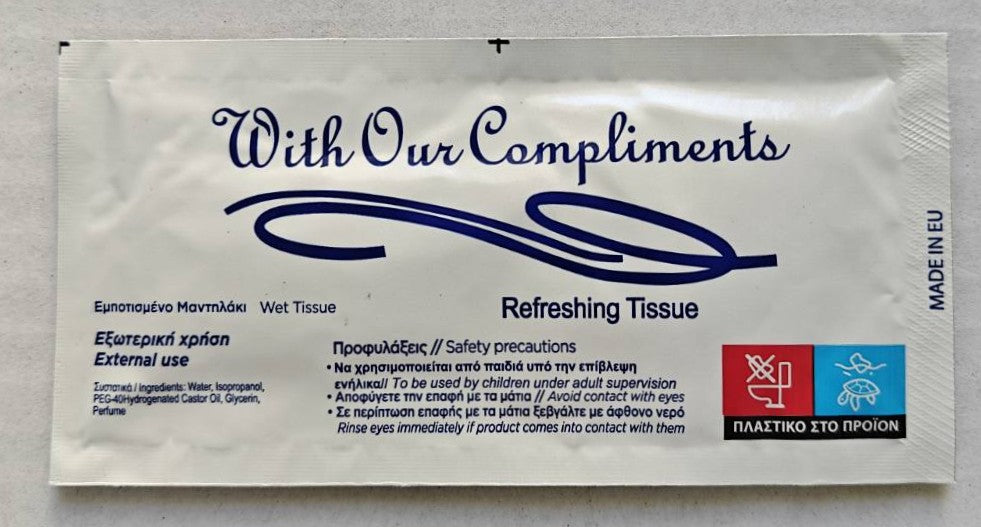 With Our Compliments
Εμποτισμένο Μαντηλάκι Wet Tissue
Refreshing Tissue
Εξωτερική χρήση
External use
Συστατικά / Ingredients: Water, Isopropanol,
PEG-40Hydrogenated Castor Oil, Glycerin,
Perfume
Προφυλάξεις // Safety precautions
• Να χρησιμοποιείται από παιδιά υπό την επίβλεψη
ενήλικα// To be used by children under adult supervision
• Αποφύγετε την επαφή με τα μάτια // Avoid contact with eyes
• Σε περίπτωση επαφής με τα μάτια ξεβγάλτε με άφθονο νερό
Rinse eyes immediately if product comes into contact with them
ΠΛΑΣΤΙΚΟ ΣΤΟ ΠΡΟΪΟΝ
MADE IN EU